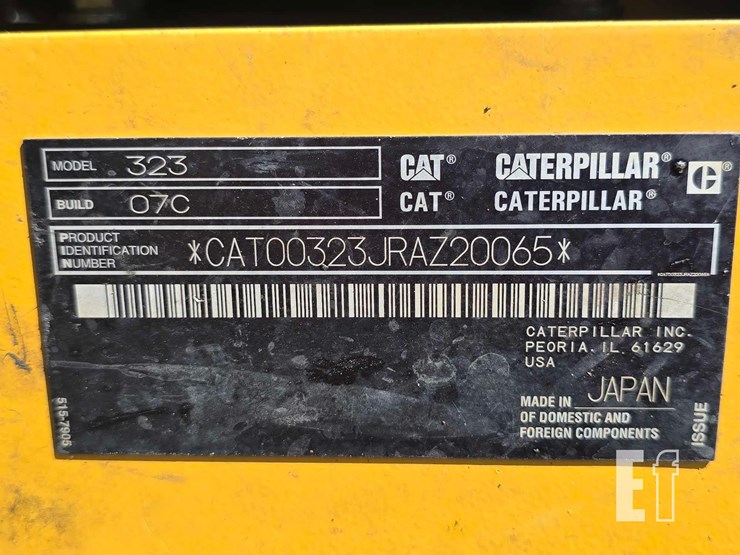 MODEL 323
BUILD 07C
CAT® CATERPILLAR®
CAT® CATERPILLAR®
C
PRODUCT
IDENTIFICATION
NUMBER
*CAT00323JRAZ20065*
CATERPILLAR INC.
PEORIA, IL 61629
USA
MADE IN JAPAN
OF DOMESTIC AND
FOREIGN COMPONENTS
515-7905
ISSUE
Ef